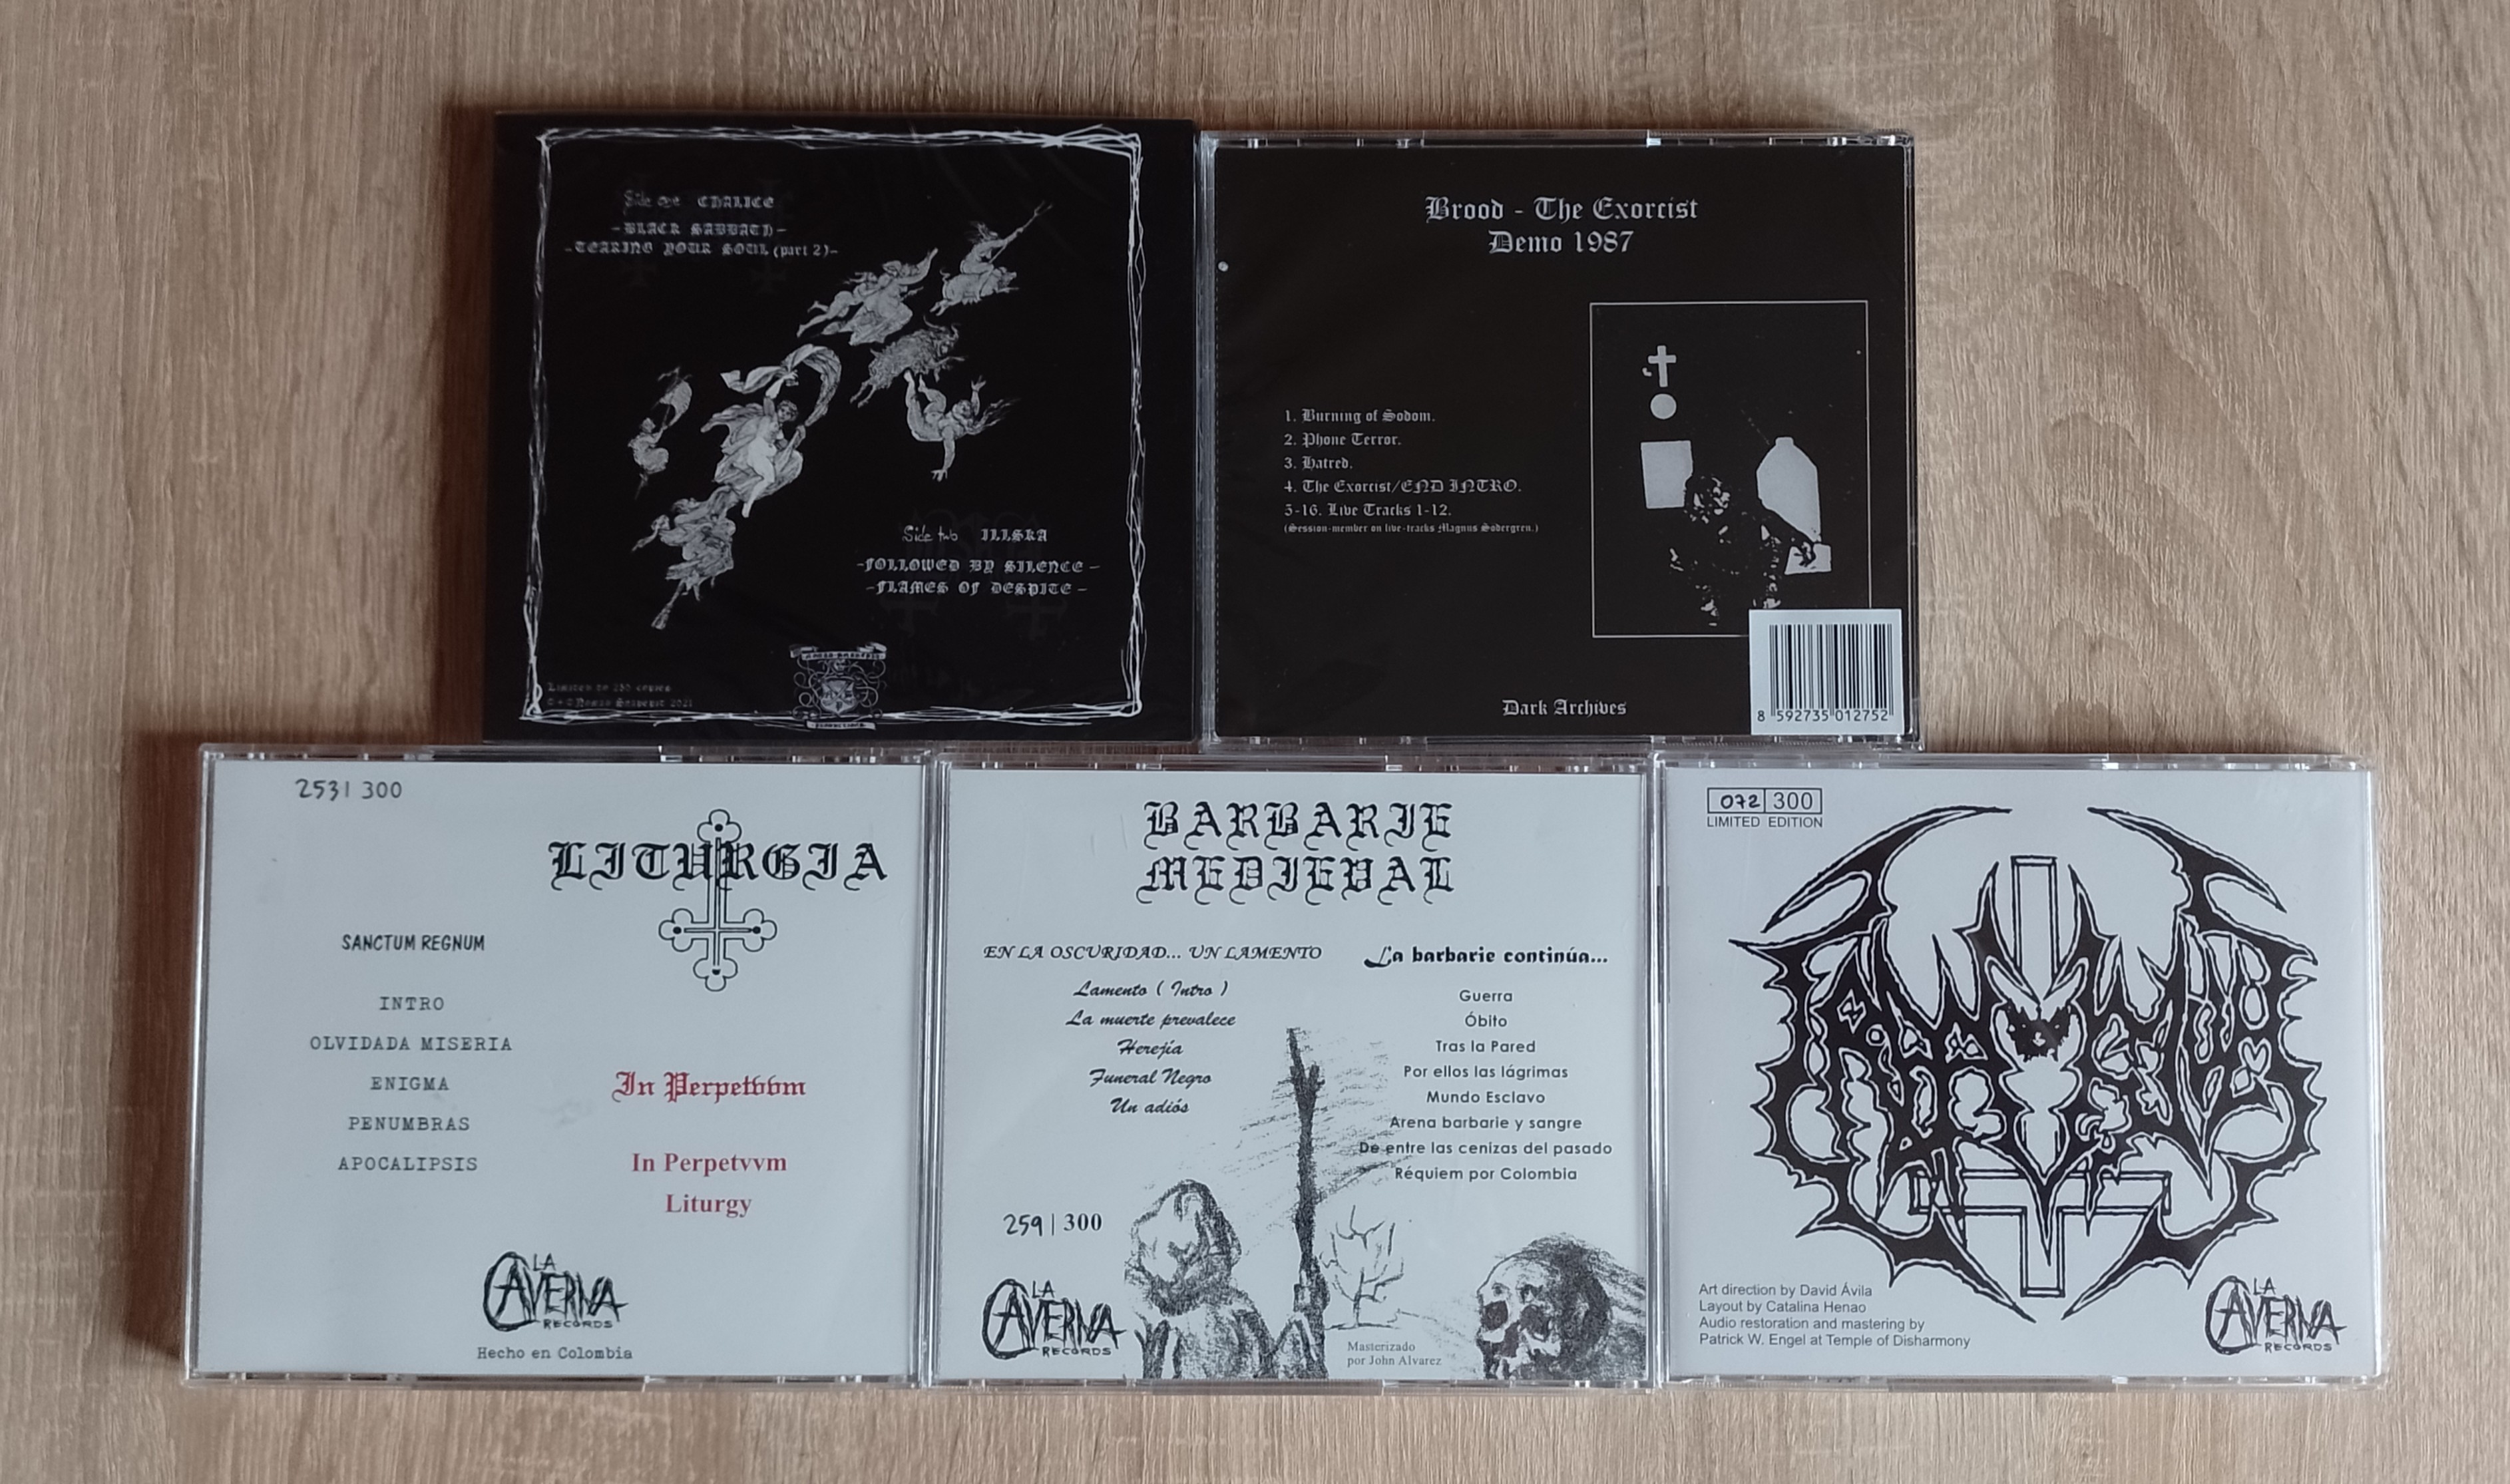 Side one CHALICE
-BLACK SABBATH-
-TEARING YOUR SOUL (part 2)-
Side two ILLSKA
-FOLLOWED BY SILENCE-
-FLAMES OF DESPITE-
Limited to 250 copies
2021
Brood - The Exorcist
Demo 1987
1. Burning of Sodom.
2. Phone Terror.
3. Hatred.
4. The Exorcist/END INTRO.
5-16. Live Tracks 1-12.
(Session-member on live-tracks Magnus Sodergren.)
Dark Archives
8 592735 012752
253| 300
LITURGIA
SANCTUM REGNUM
INTRO
OLVIDADA MISERIA
ENIGMA
PENUMBRAS
APOCALIPSIS
In Perpetvvm
In Perpetvvm
Liturgy
LA CAVERNA RECORDS
Hecho en Colombia
BARBARIE
MEDIEVAL
EN LA OSCURIDAD... UN LAMENTO
Lamento ( Intro )
La muerte prevalece
Herejía
Funeral Negro
Un adiós
La barbarie continúa...
Guerra
Óbito
Tras la Pared
Por ellos las lágrimas
Mundo Esclavo
Arena barbarie y sangre
De entre las cenizas del pasado
Réquiem por Colombia
259 | 300
LA CAVERNA RECORDS
Masterizado
por John Alvarez
072 300
LIMITED EDITION
Art direction by David Ávila
Layout by Catalina Henao
Audio restoration and mastering by
Patrick W. Engel at Temple of Disharmony
LA CAVERNA RECORDS